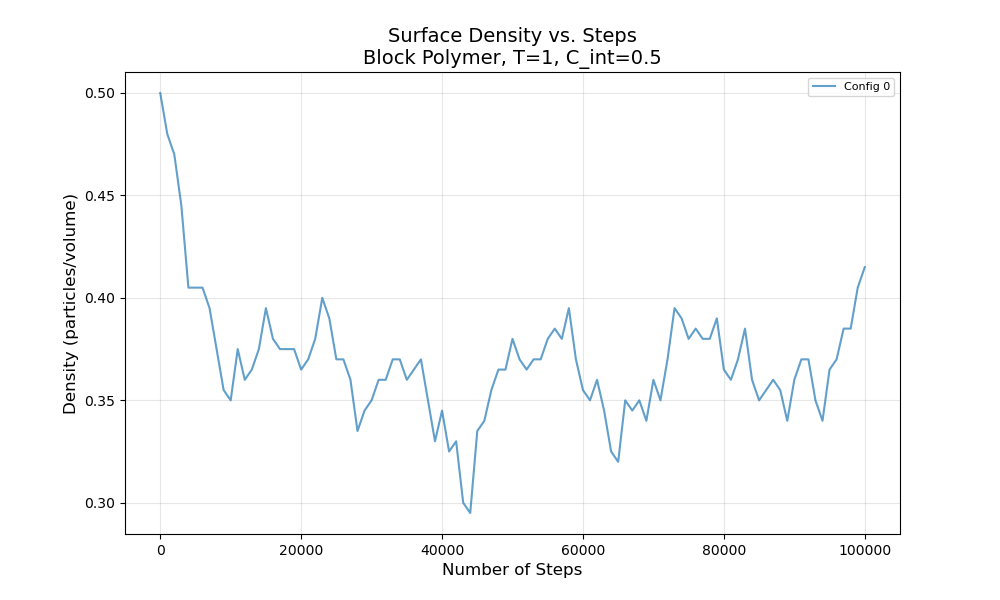 Surface Density vs. Steps
Block Polymer, T=1, C_int=0.5
Config 0
Density (particles/volume)
0.50
0.45
0.40
0.35
0.30
0
20000
40000
60000
80000
100000
Number of Steps